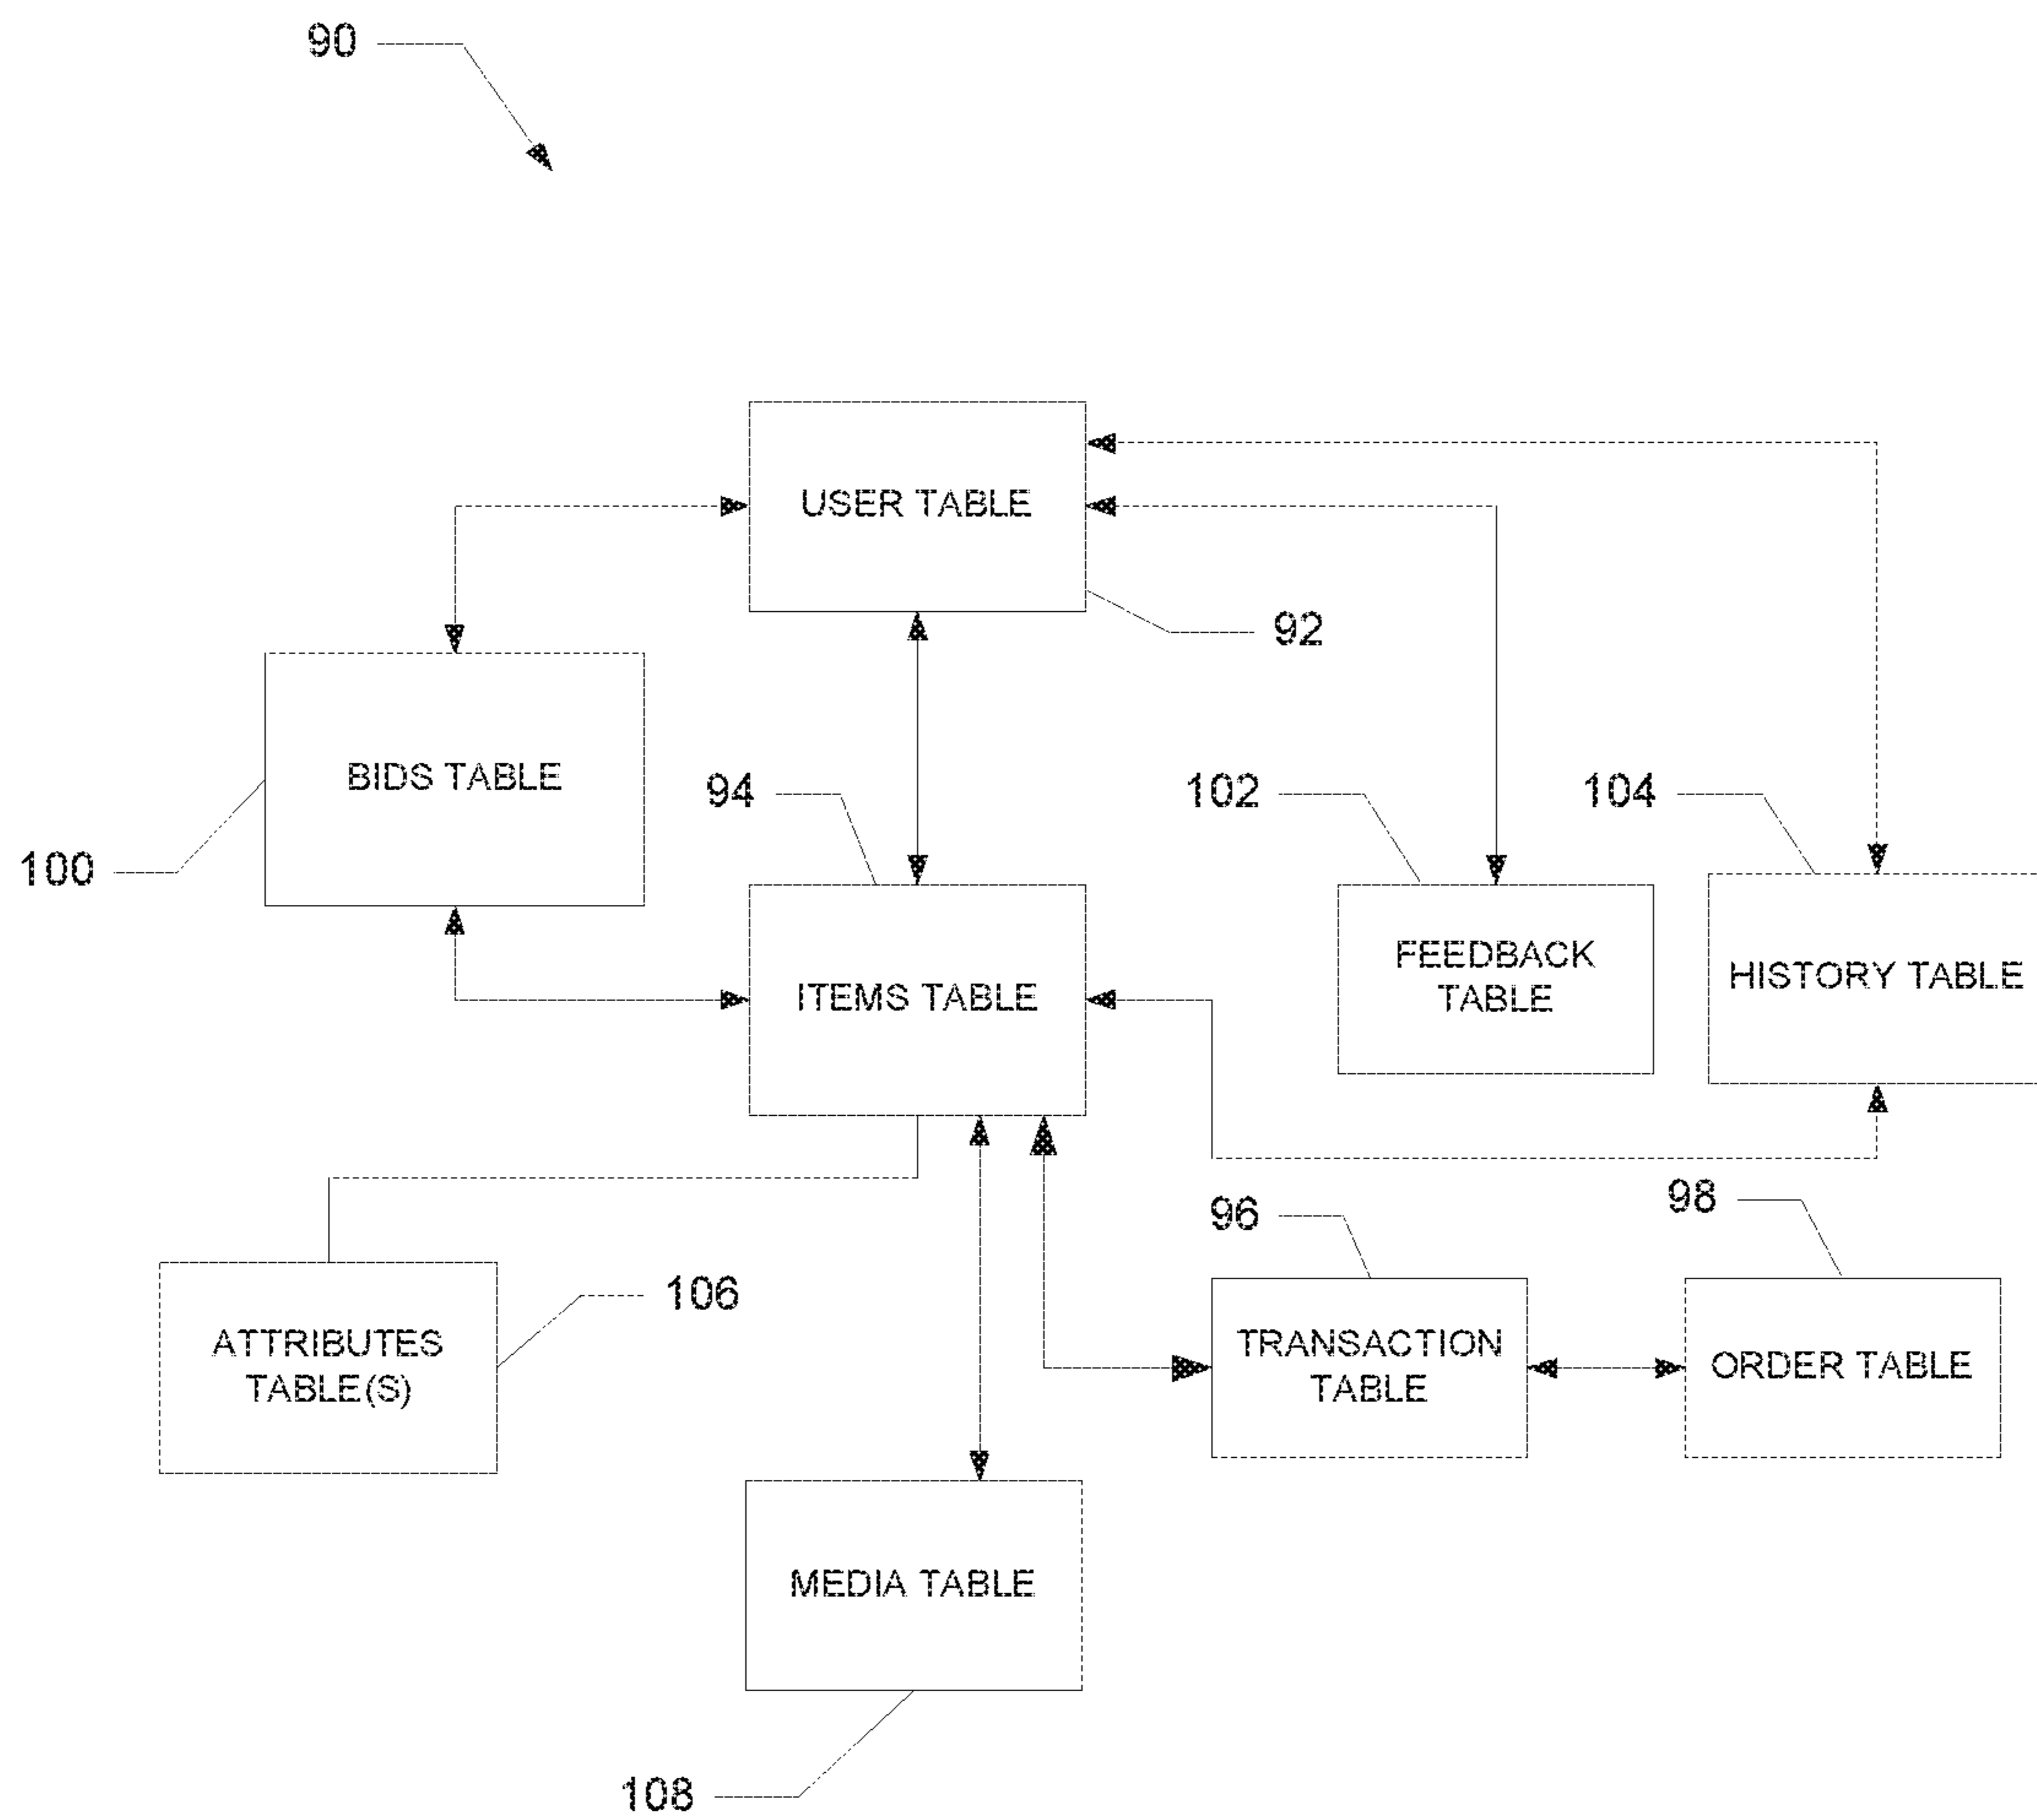 90
USER TABLE
92
BIDS TABLE
100
94
102
104
ITEMS TABLE
FEEDBACK
TABLE
HISTORY TABLE
96
98
ATTRIBUTES
TABLE(S)
106
TRANSACTION
TABLE
ORDER TABLE
MEDIA TABLE
108